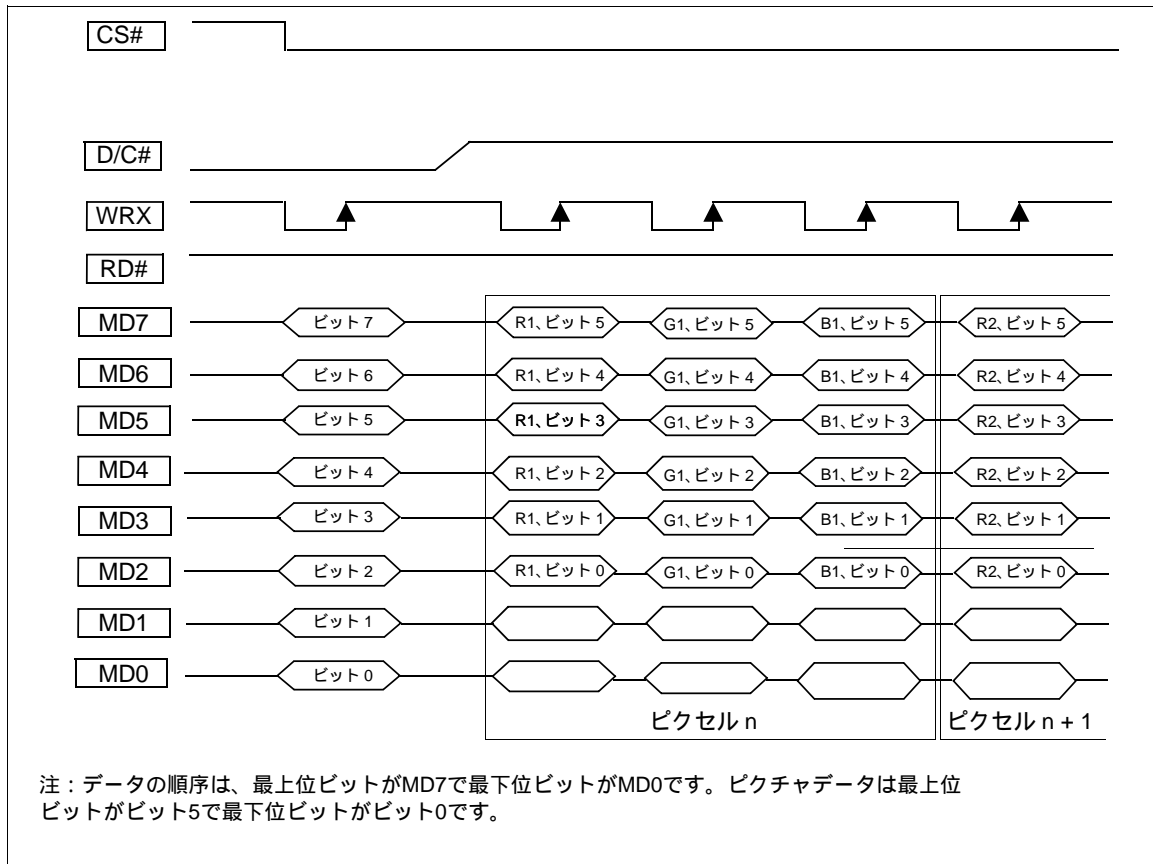 CS#
D/C#
WRX
RD#
MD7 ビット 7 R1、ビット 5 G1、ビット 5 B1、ビット 5 R2、ビット 5
MD6 ビット 6 R1、ビット 4 G1、ビット 4 B1、ビット 4 R2、ビット 4
MD5 ビット 5 R1、ビット 3 G1、ビット 3 B1、ビット 3 R2、ビット 3
MD4 ビット 4 R1、ビット 2 G1、ビット 2 B1、ビット 2 R2、ビット 2
MD3 ビット 3 R1、ビット 1 G1、ビット 1 B1、ビット 1 R2、ビット 1
MD2 ビット 2 R1、ビット 0 G1、ビット 0 B1、ビット 0 R2、ビット 0
MD1 ビット 1
MD0 ビット 0
ピクセル n ピクセル n + 1
注：データの順序は、最上位ビットがMD7で最下位ビットがMD0です。ピクチャデータは最上位
ビットがビット5で最下位ビットがビット0です。